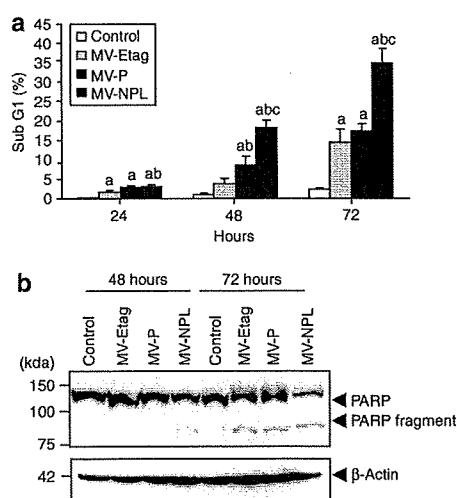 a
45
40
35
30
25
20
15
10
5
0
Sub G1 (%)
Control
MV-Etag
MV-P
MV-NPL
a a ab
ab abc
a a abc
24 48 72
Hours
b
48 hours 72 hours
Control MV-Etag MV-P MV-NPL Control MV-Etag MV-P MV-NPL
(kda)
150
100
75
PARP
PARP fragment
42
β-Actin